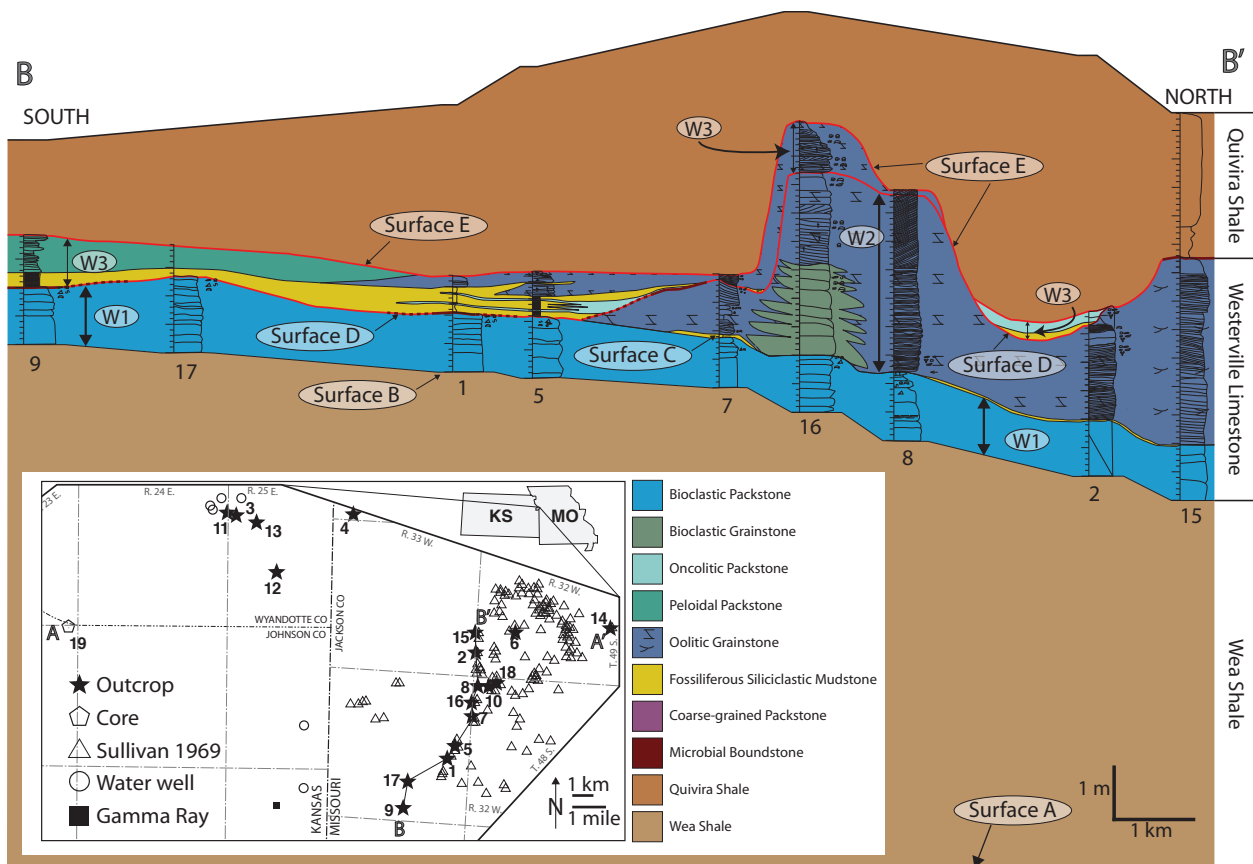 B
B′
SOUTH
NORTH
W3
Surface E
Surface E
W2
W3
W1
W3
Surface D
Surface C
Surface D
Surface B
W1
9
17
1
5
7
16
8
2
15
Quivira Shale
Westerville Limestone
Wea Shale
23 E.
R. 24 E.
R. 25 E.
3
11
13
4
R. 33 W.
KS
MO
12
R. 32 W.
WYANDOTTE CO
JOHNSON CO
JACKSON CO
A
19
B′
15
6
14
A′
T. 49 S.
2
18
8
10
16
7
5
T. 48 S.
1
17
9
B
R. 32 W.
KANSAS
MISSOURI
N
1 km
1 mile
Outcrop
Core
Sullivan 1969
Water well
Gamma Ray
Bioclastic Packstone
Bioclastic Grainstone
Oncolitic Packstone
Peloidal Packstone
Oolitic Grainstone
Fossiliferous Siliciclastic Mudstone
Coarse-grained Packstone
Microbial Boundstone
Quivira Shale
Wea Shale
1 m
1 km
Surface A